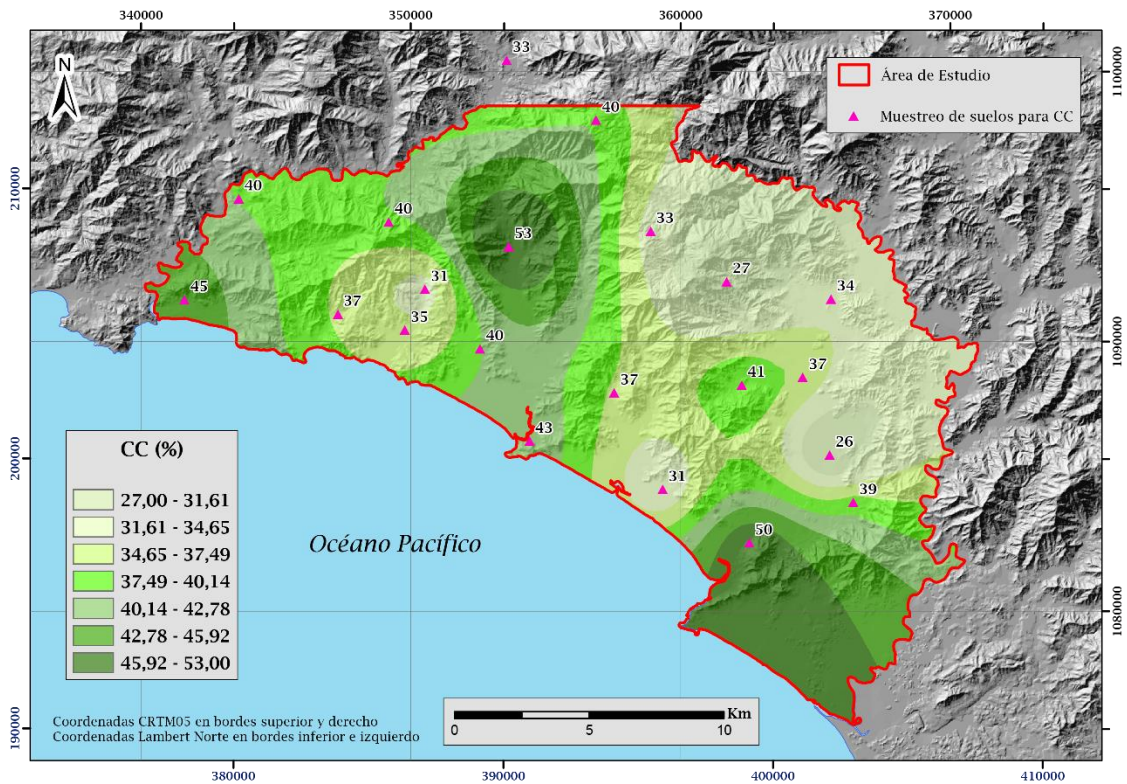 340000 350000 360000 370000
N
33
Área de Estudio
Muestreo de suelos para CC
1100000
40
210000
40
40
33
53
27
31
34
45
37
35
1090000
40
37
41
37
43
200000
26
31
39
50
CC (%)
27,00 - 31,61
31,61 - 34,65
34,65 - 37,49
37,49 - 40,14
40,14 - 42,78
42,78 - 45,92
45,92 - 53,00
Océano Pacífico
1080000
Km
0 5 10
Coordenadas CRTM05 en bordes superior y derecho
Coordenadas Lambert Norte en bordes inferior e izquierdo
190000
380000 390000 400000 410000